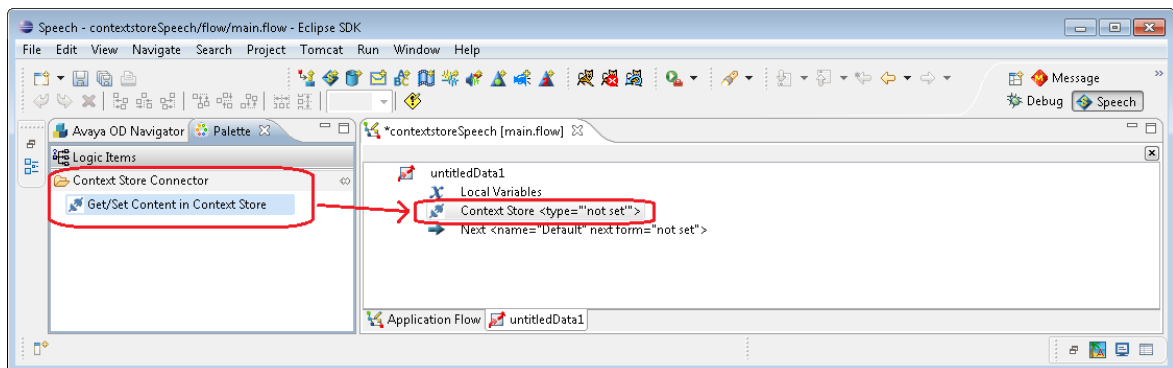 Speech - contextstoreSpeech/flow/main.flow - Eclipse SDK
File Edit View Navigate Search Project Tomcat Run Window Help
Message »
Debug Speech
Avaya OD Navigator Palette
*contextstoreSpeech [main.flow]
Logic Items
Context Store Connector
Get/Set Content in Context Store
untitledData1
Local Variables
Context Store <type="'not set'">
Next <name="Default" next form="not set">
Application Flow untitledData1